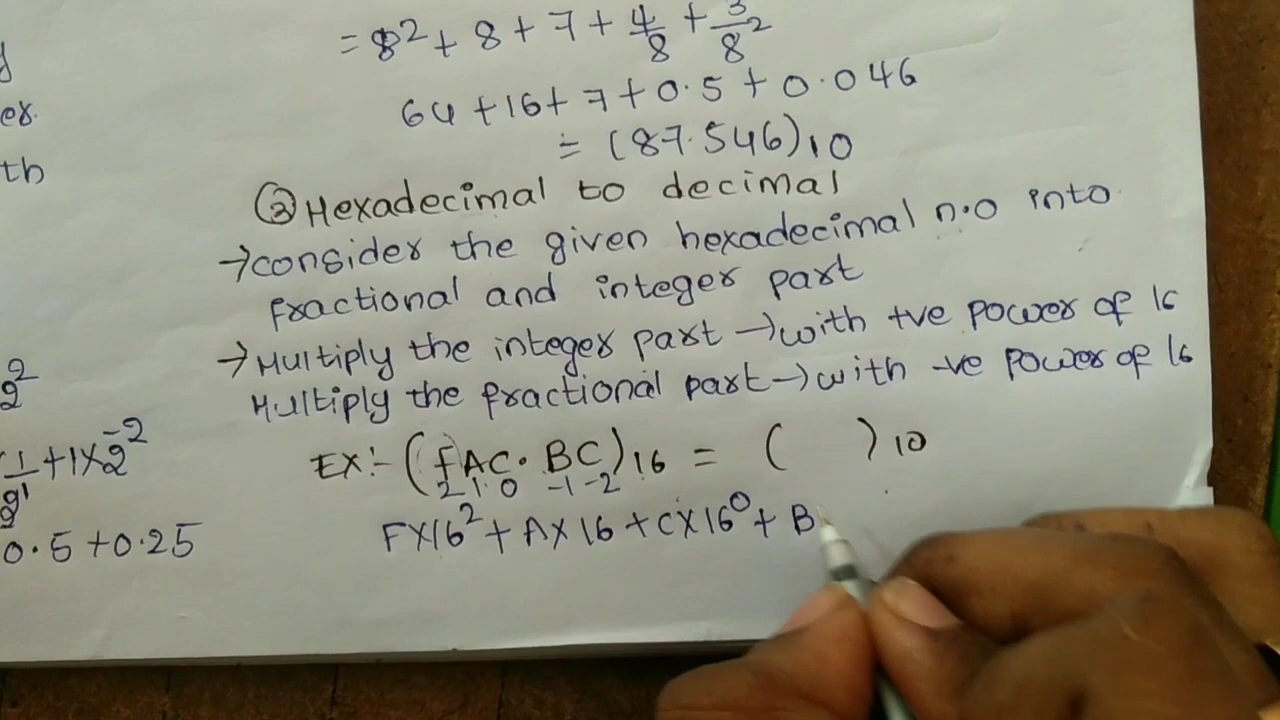 = 8² + 8 + 7 + 4/8 + 3/8²
64 + 16 + 7 + 0.5 + 0.046
= (87.546)10
② Hexadecimal to decimal
→ consider the given hexadecimal n.o into
fractional and integer part
→ Multiply the integer part → with +ve power of 16
Multiply the fractional part → with -ve power of 16
EX:- (fAC. BC)16 = ( )10
2 1 0 -1 -2
F×16² + A×16 + C×16⁰ + B
er.
th
+1×2⁻²
0.5 + 0.25